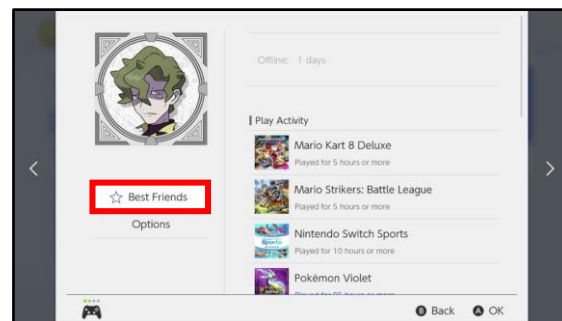 Offline: 1 days
Play Activity
Mario Kart 8 Deluxe
Played for 5 hours or more
Mario Strikers: Battle League
Played for 5 hours or more
Best Friends
Options
Nintendo Switch Sports
Played for 10 hours or more
Pokémon Violet
B Back
A OK